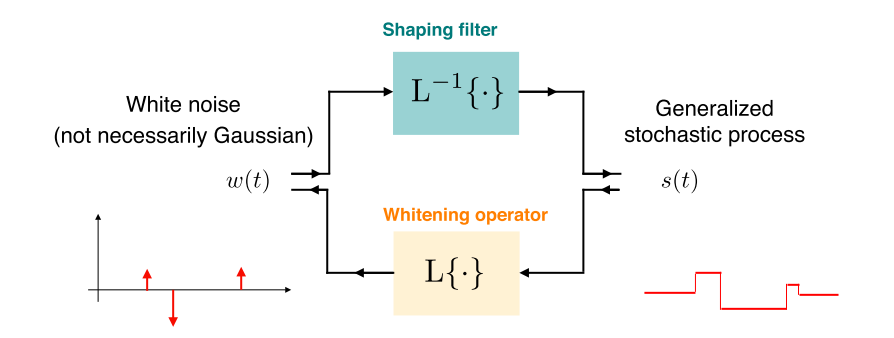 Shaping filter
L⁻¹{·}
White noise
(not necessarily Gaussian)
w(t)
Generalized
stochastic process
s(t)
Whitening operator
L{·}